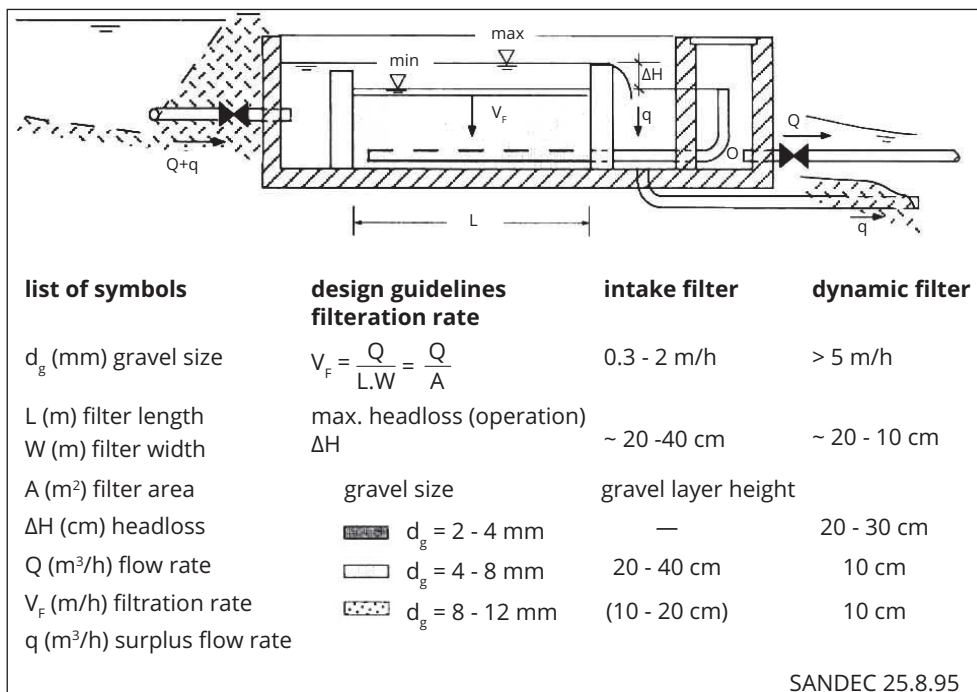 max
min
ΔH
V_F
q
Q
Q+q
O
L
q
list of symbols design guidelines intake filter dynamic filter
filteration rate
d_g (mm) gravel size V_F = Q / L.W = Q / A 0.3 - 2 m/h > 5 m/h
L (m) filter length max. headloss (operation)
W (m) filter width ΔH ~ 20 -40 cm ~ 20 - 10 cm
A (m²) filter area gravel size gravel layer height
ΔH (cm) headloss d_g = 2 - 4 mm — 20 - 30 cm
Q (m³/h) flow rate d_g = 4 - 8 mm 20 - 40 cm 10 cm
V_F (m/h) filtration rate d_g = 8 - 12 mm (10 - 20 cm) 10 cm
q (m³/h) surplus flow rate
SANDEC 25.8.95